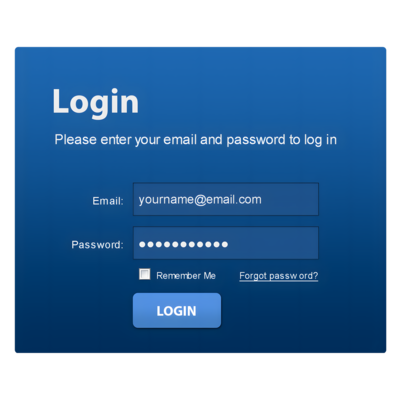 Login
Please enter your email and password to log in
Email: yourname@email.com
Password: ●●●●●●●●●●●
Remember Me Forgot password?
LOGIN